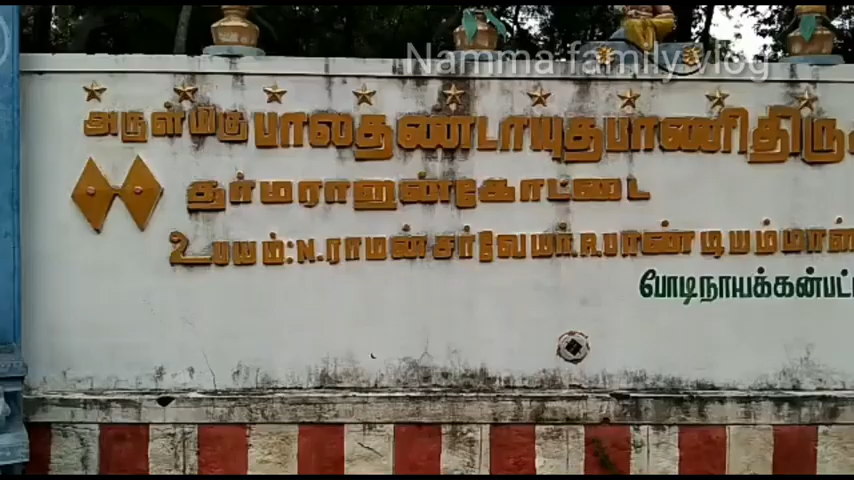 Namma family vlog
அருள்மிகு பாலதண்டாயுதபாணி திரு
தர்மராஜன் கோட்டை
உபயம்:N.ராமன் சர்வேயர்.R.பாண்டியம்மாள்
போடிநாயக்கன்பட்